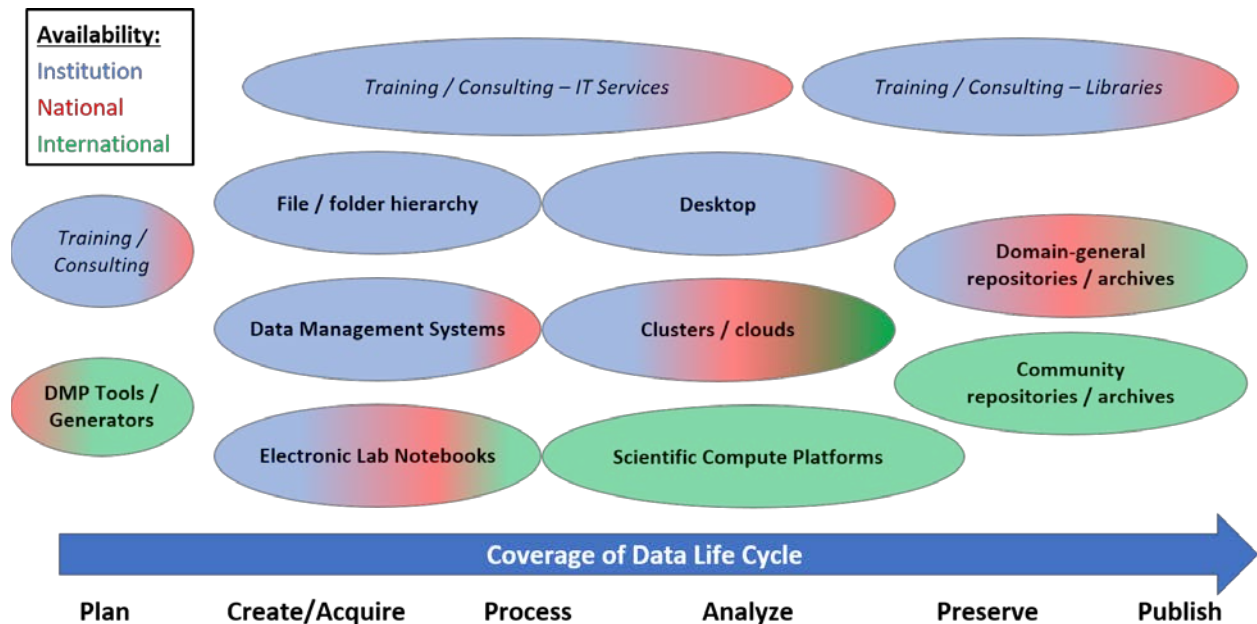 Availability:
Institution
National
International
Training / Consulting – IT Services
Training / Consulting – Libraries
Training /
Consulting
File / folder hierarchy
Desktop
Domain-general
repositories / archives
Data Management Systems
Clusters / clouds
DMP Tools /
Generators
Community
repositories / archives
Electronic Lab Notebooks
Scientific Compute Platforms
Coverage of Data Life Cycle
Plan
Create/Acquire
Process
Analyze
Preserve
Publish